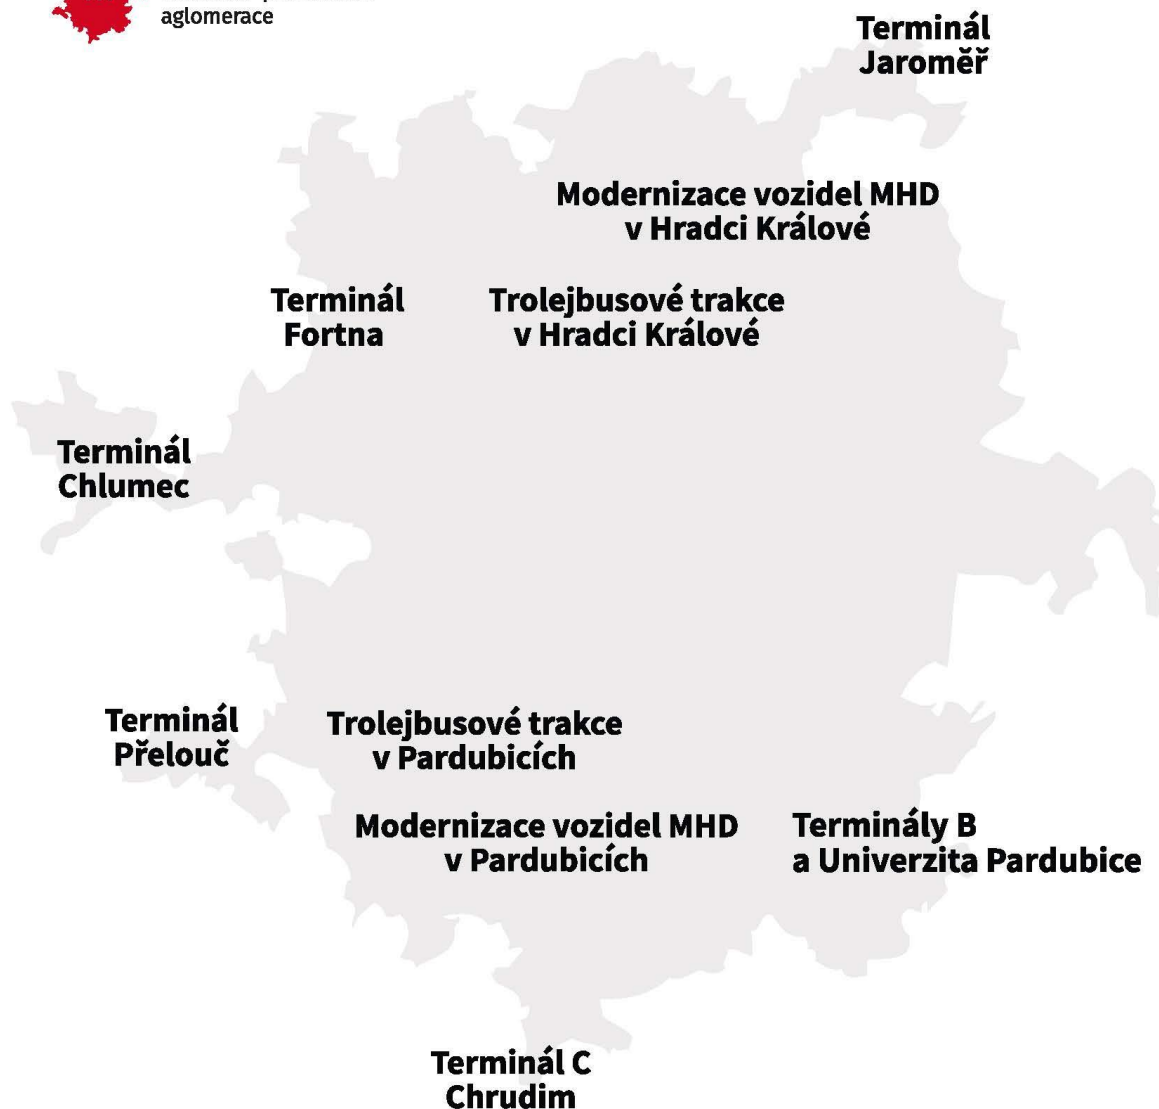 aglomerace
Terminál
Jaroměř
Modernizace vozidel MHD
v Hradci Králové
Terminál
Fortna
Trolejbusové trakce
v Hradci Králové
Terminál
Chlumec
Terminál
Přelouč
Trolejbusové trakce
v Pardubicích
Modernizace vozidel MHD
v Pardubicích
Terminály B
a Univerzita Pardubice
Terminál C
Chrudim